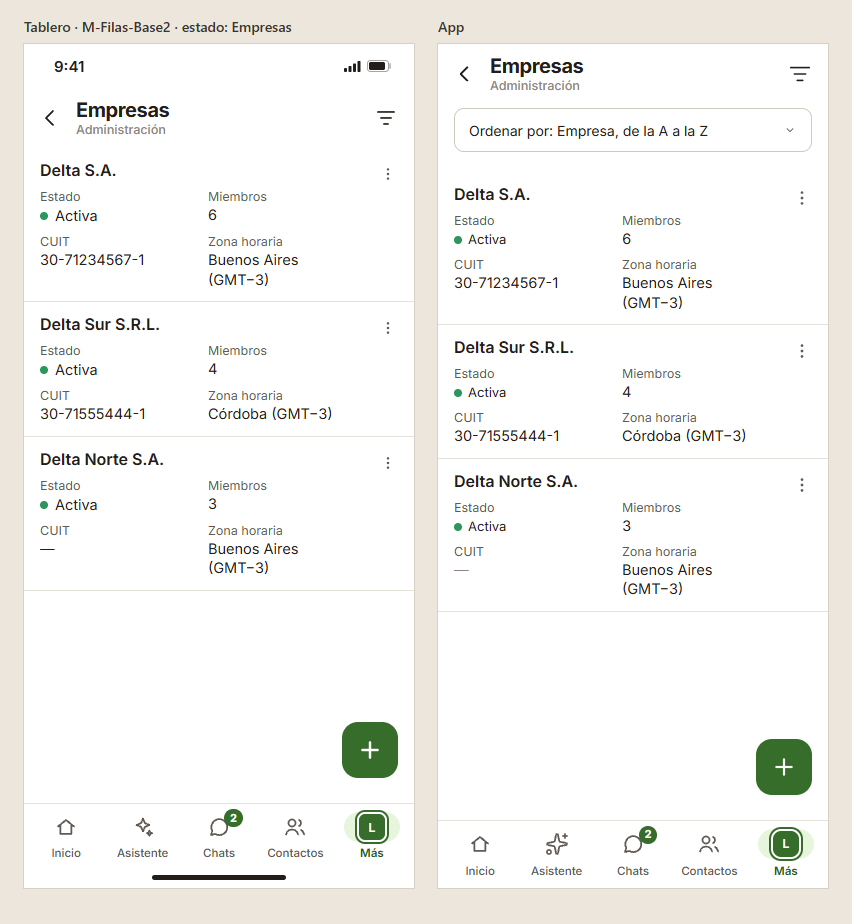 Tablero · M-Filas-Base2 · estado: Empresas
9:41
Empresas
Administración
Delta S.A.
Estado Miembros
Activa 6
CUIT Zona horaria
30-71234567-1 Buenos Aires
(GMT−3)
Delta Sur S.R.L.
Estado Miembros
Activa 4
CUIT Zona horaria
30-71555444-1 Córdoba (GMT−3)
Delta Norte S.A.
Estado Miembros
Activa 3
CUIT Zona horaria
— Buenos Aires
(GMT−3)
2
L
Inicio Asistente Chats Contactos Más
App
Empresas
Administración
Ordenar por: Empresa, de la A a la Z
Delta S.A.
Estado Miembros
Activa 6
CUIT Zona horaria
30-71234567-1 Buenos Aires
(GMT−3)
Delta Sur S.R.L.
Estado Miembros
Activa 4
CUIT Zona horaria
30-71555444-1 Córdoba (GMT−3)
Delta Norte S.A.
Estado Miembros
Activa 3
CUIT Zona horaria
— Buenos Aires
(GMT−3)
2
L
Inicio Asistente Chats Contactos Más